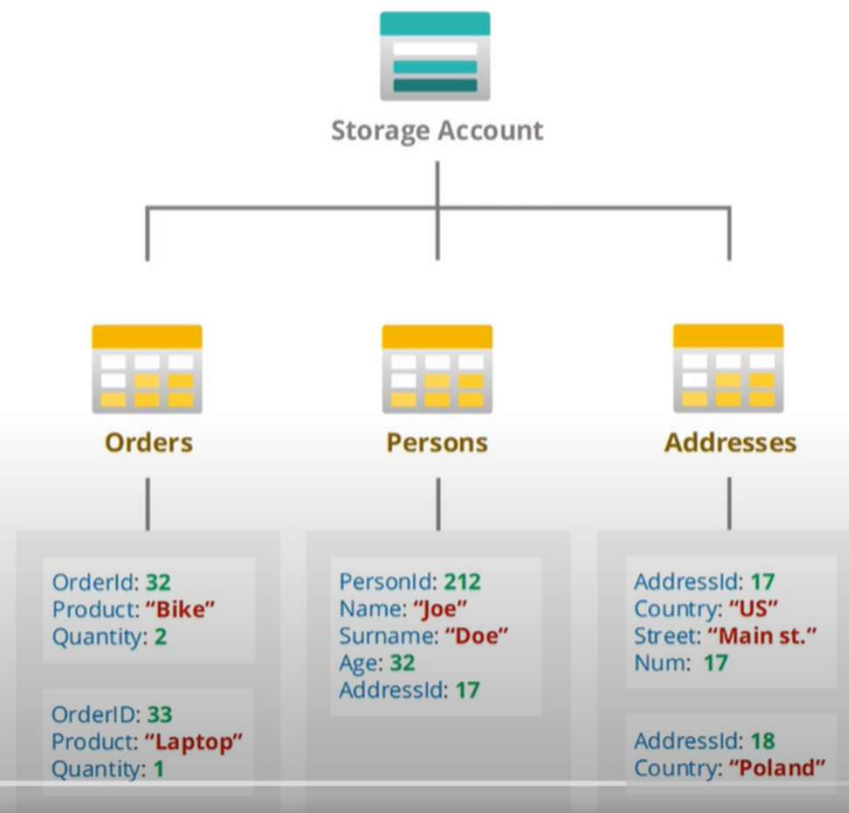 Storage Account
Orders
Persons
Addresses
OrderId: 32
Product: “Bike”
Quantity: 2
OrderID: 33
Product: “Laptop”
Quantity: 1
PersonId: 212
Name: “Joe”
Surname: “Doe”
Age: 32
AddressId: 17
AddressId: 17
Country: “US”
Street: “Main st.”
Num: 17
AddressId: 18
Country: “Poland”